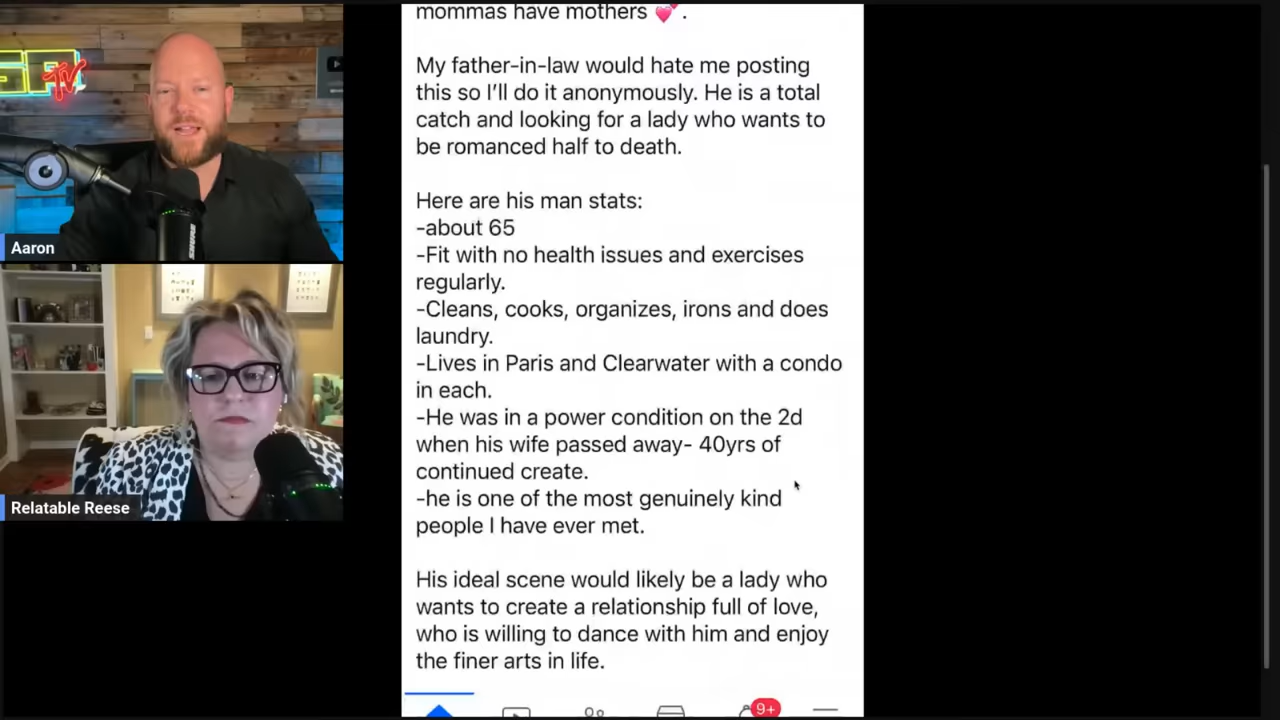 mommas have mothers 💕.
My father-in-law would hate me posting
this so I'll do it anonymously. He is a total
catch and looking for a lady who wants to
be romanced half to death.
Here are his man stats:
-about 65
-Fit with no health issues and exercises
regularly.
-Cleans, cooks, organizes, irons and does
laundry.
-Lives in Paris and Clearwater with a condo
in each.
-He was in a power condition on the 2d
when his wife passed away- 40yrs of
continued create.
-he is one of the most genuinely kind
people I have ever met.
His ideal scene would likely be a lady who
wants to create a relationship full of love,
who is willing to dance with him and enjoy
the finer arts in life.
9+
TV
SHURE
Aaron
Relatable Reese